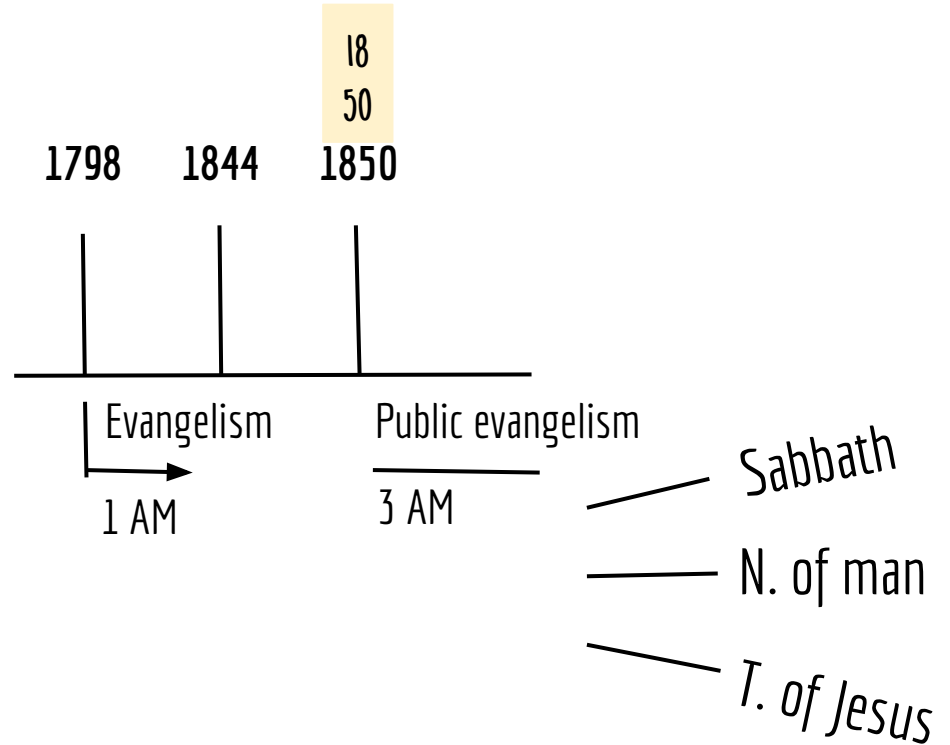 18
50
1798 1844 1850
Evangelism Public evangelism
1 AM 3 AM
Sabbath
N. of man
T. of Jesus